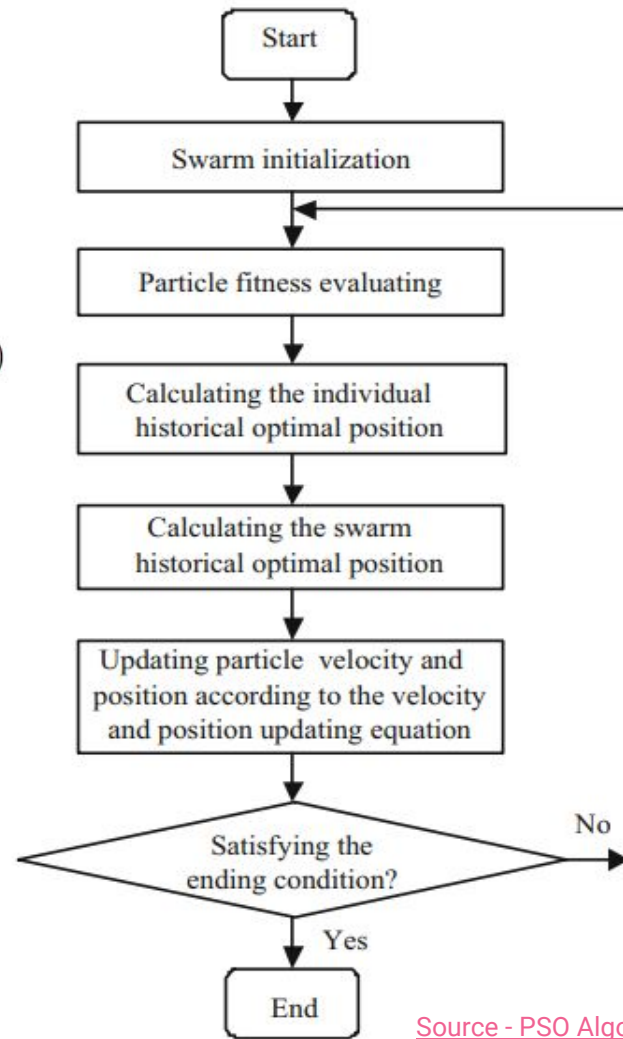 Start
Swarm initialization
Particle fitness evaluating
)
Calculating the individual
historical optimal position
Calculating the swarm
historical optimal position
Updating particle velocity and
position according to the velocity
and position updating equation
Satisfying the
ending condition?
No
Yes
End
Source - PSO